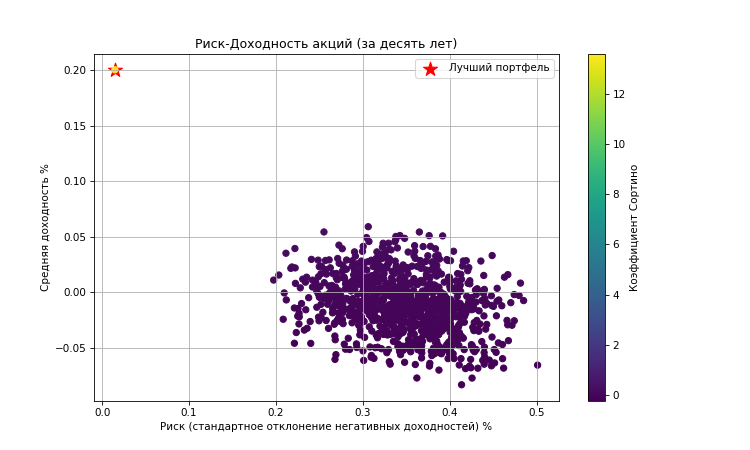 Риск-Доходность акций (за десять лет)
Лучший портфель
0.20
0.15
0.10
0.05
0.00
−0.05
Средняя доходность %
0.0 0.1 0.2 0.3 0.4 0.5
Риск (стандартное отклонение негативных доходностей) %
12
10
8
6
4
2
0
Коэффициент Сортино